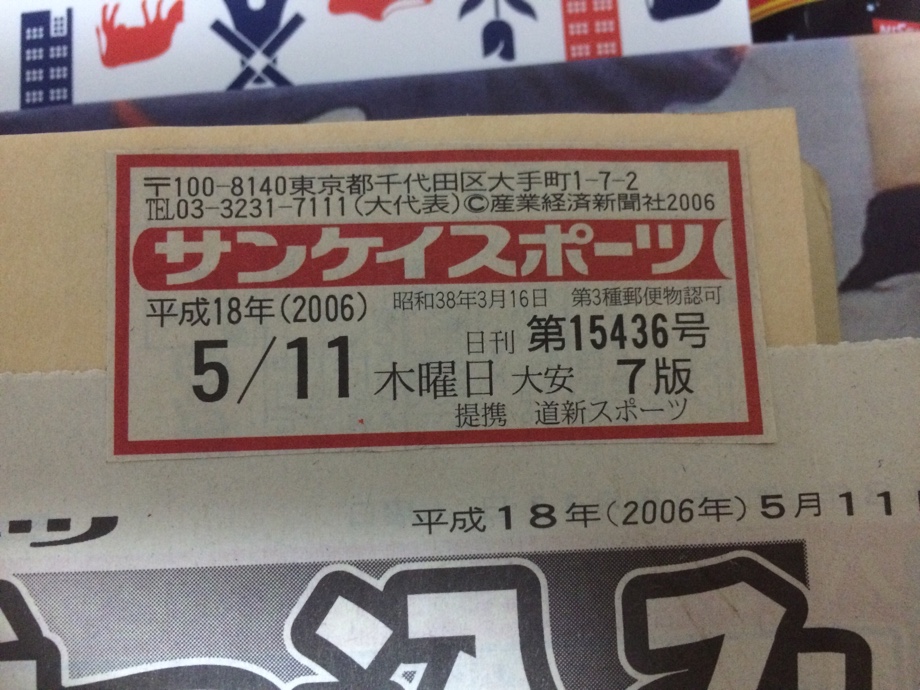 〒100-8140東京都千代田区大手町1-7-2
TEL03-3231-7111(大代表)©産業経済新聞社2006
サンケイスポーツ
平成18年(2006) 昭和38年3月16日 第3種郵便物認可
日刊 第15436号
5/11 木曜日 大安 7版
提携 道新スポーツ
平成18年(2006年)5月11